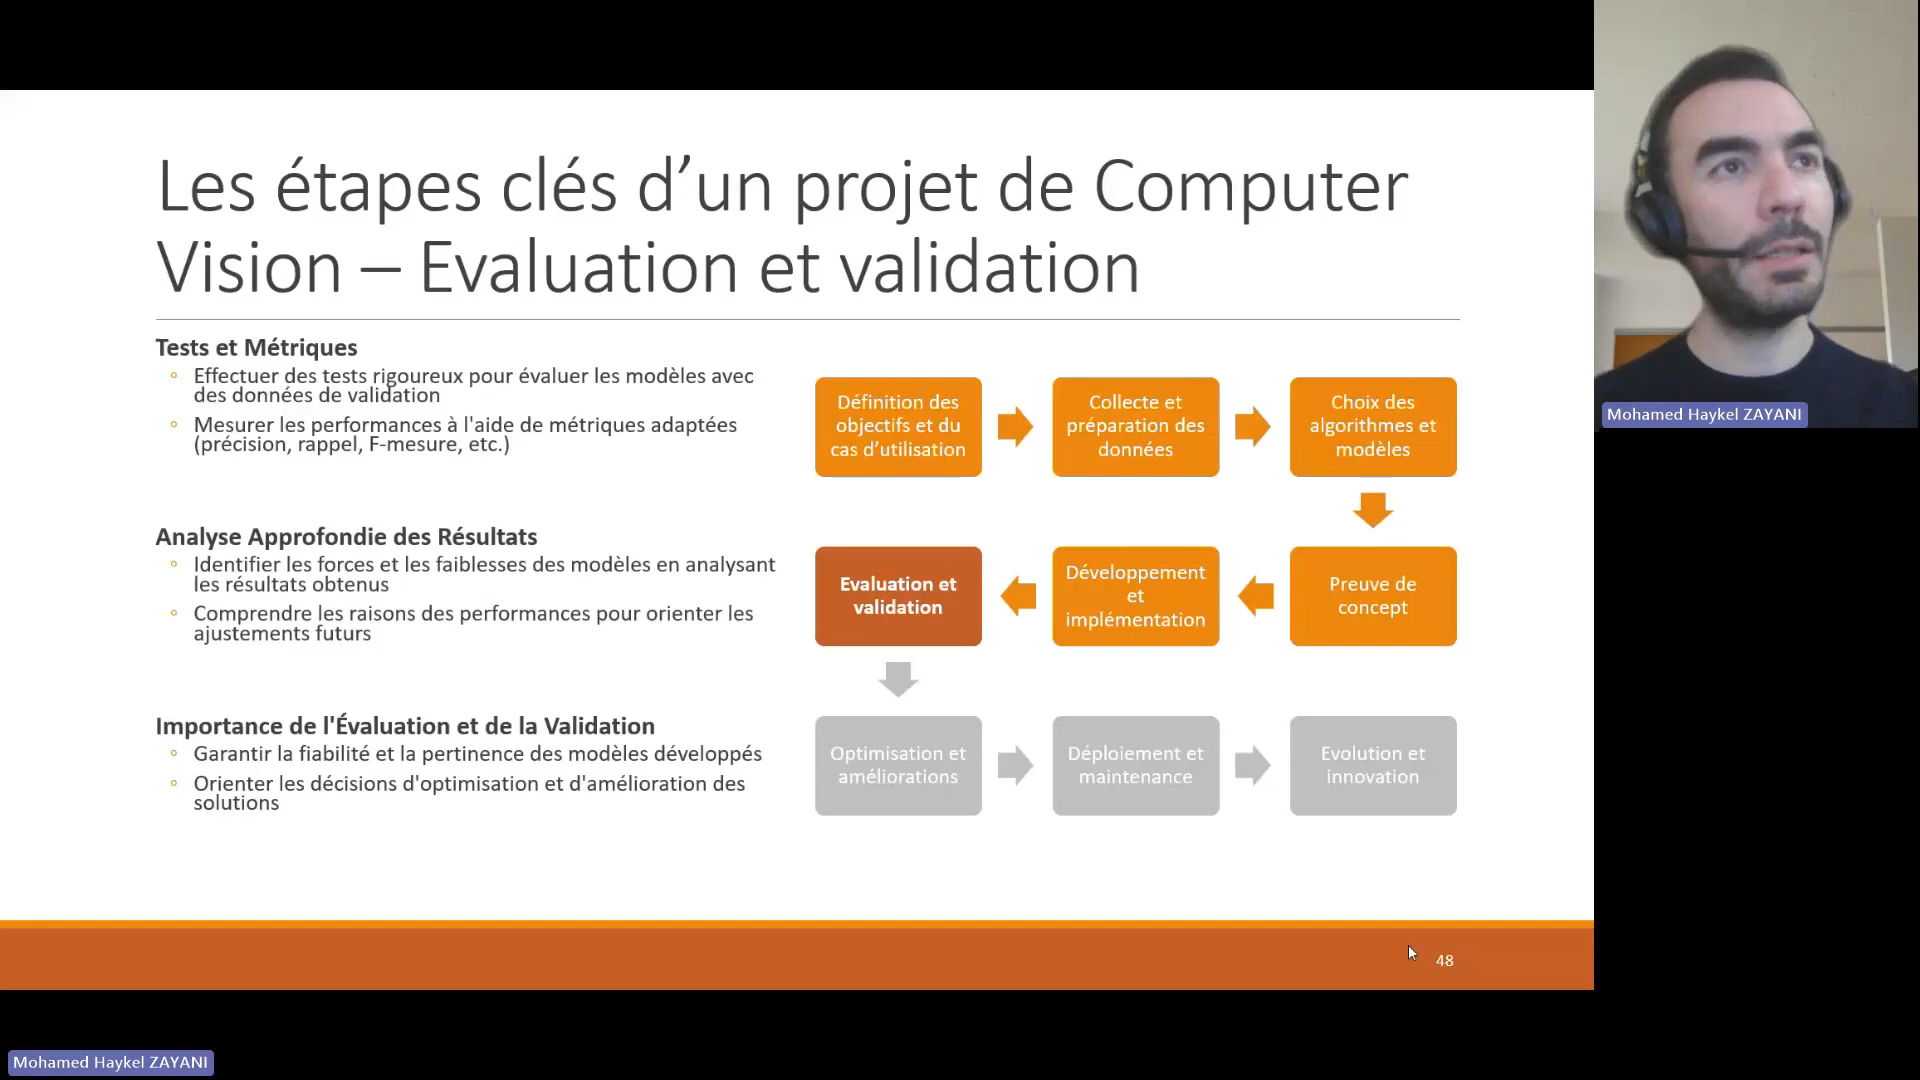 Les étapes clés d’un projet de Computer
Vision – Evaluation et validation
Tests et Métriques
Effectuer des tests rigoureux pour évaluer les modèles avec
des données de validation
Mesurer les performances à l'aide de métriques adaptées
(précision, rappel, F-mesure, etc.)
Analyse Approfondie des Résultats
Identifier les forces et les faiblesses des modèles en analysant
les résultats obtenus
Comprendre les raisons des performances pour orienter les
ajustements futurs
Importance de l'Évaluation et de la Validation
Garantir la fiabilité et la pertinence des modèles développés
Orienter les décisions d'optimisation et d'amélioration des
solutions
Définition des
objectifs et du
cas d’utilisation
Collecte et
préparation des
données
Choix des
algorithmes et
modèles
Preuve de
concept
Développement
et
implémentation
Evaluation et
validation
Optimisation et
améliorations
Déploiement et
maintenance
Evolution et
innovation
48
Mohamed Haykel ZAYANI
Mohamed Haykel ZAYANI